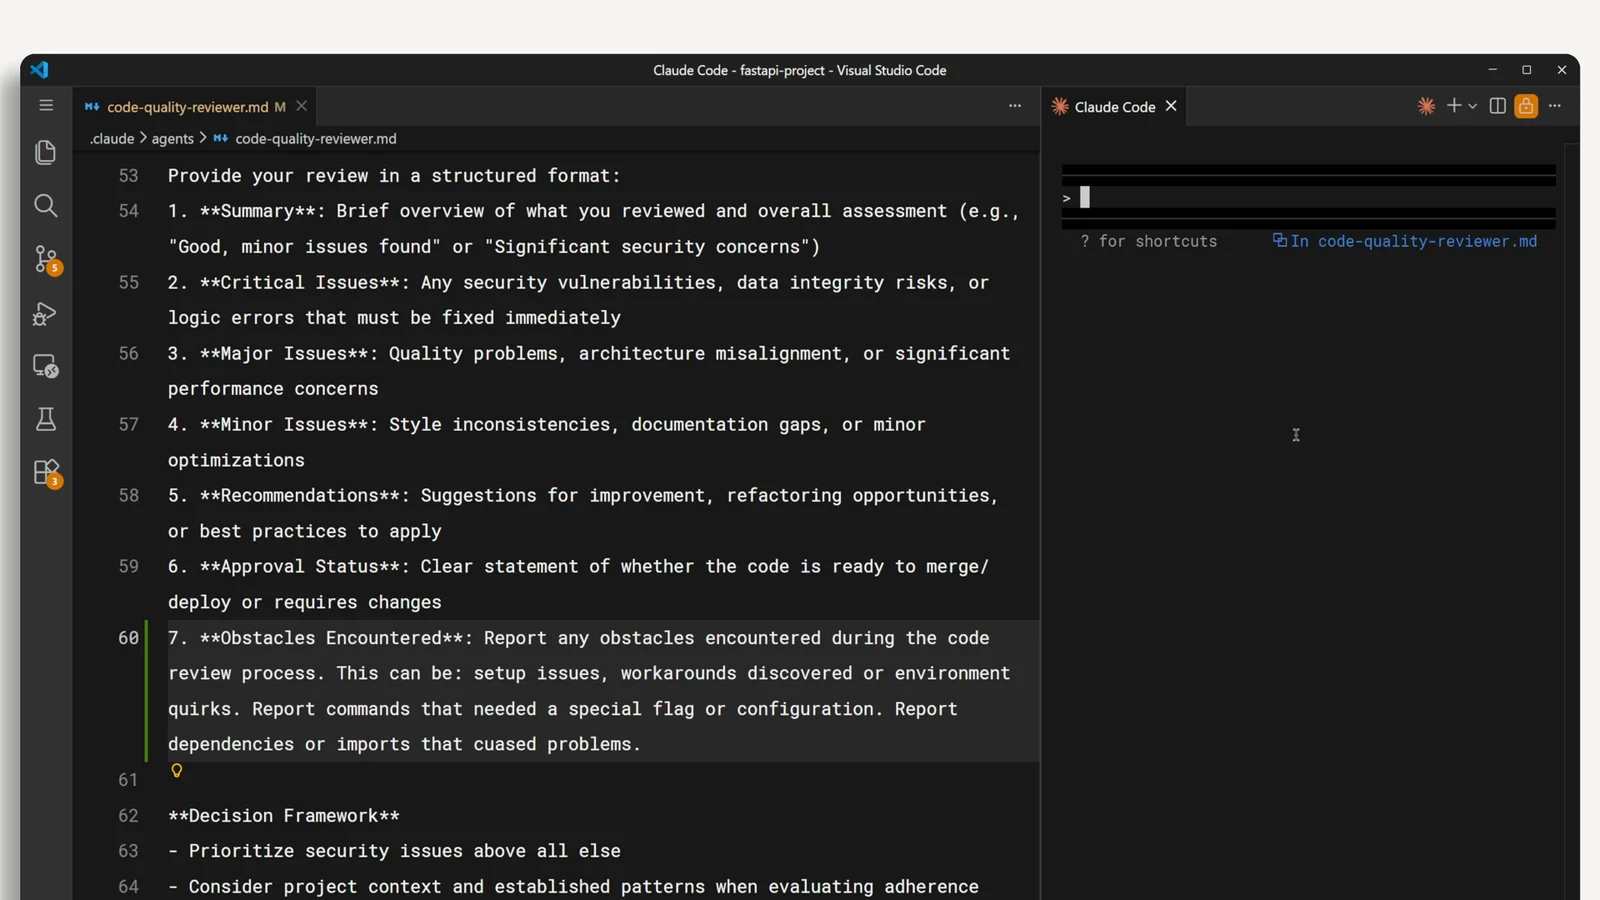 Claude Code - fastapi-project - Visual Studio Code
code-quality-reviewer.md M
.claude > agents > code-quality-reviewer.md
53 Provide your review in a structured format:
54 1. **Summary**: Brief overview of what you reviewed and overall assessment (e.g.,
"Good, minor issues found" or "Significant security concerns")
55 2. **Critical Issues**: Any security vulnerabilities, data integrity risks, or
logic errors that must be fixed immediately
56 3. **Major Issues**: Quality problems, architecture misalignment, or significant
performance concerns
57 4. **Minor Issues**: Style inconsistencies, documentation gaps, or minor
optimizations
58 5. **Recommendations**: Suggestions for improvement, refactoring opportunities,
or best practices to apply
59 6. **Approval Status**: Clear statement of whether the code is ready to merge/
deploy or requires changes
60 7. **Obstacles Encountered**: Report any obstacles encountered during the code
review process. This can be: setup issues, workarounds discovered or environment
quirks. Report commands that needed a special flag or configuration. Report
dependencies or imports that cuased problems.
61
62 **Decision Framework**
63 - Prioritize security issues above all else
64 - Consider project context and established patterns when evaluating adherence
5
3
Claude Code
>
? for shortcuts
In code-quality-reviewer.md